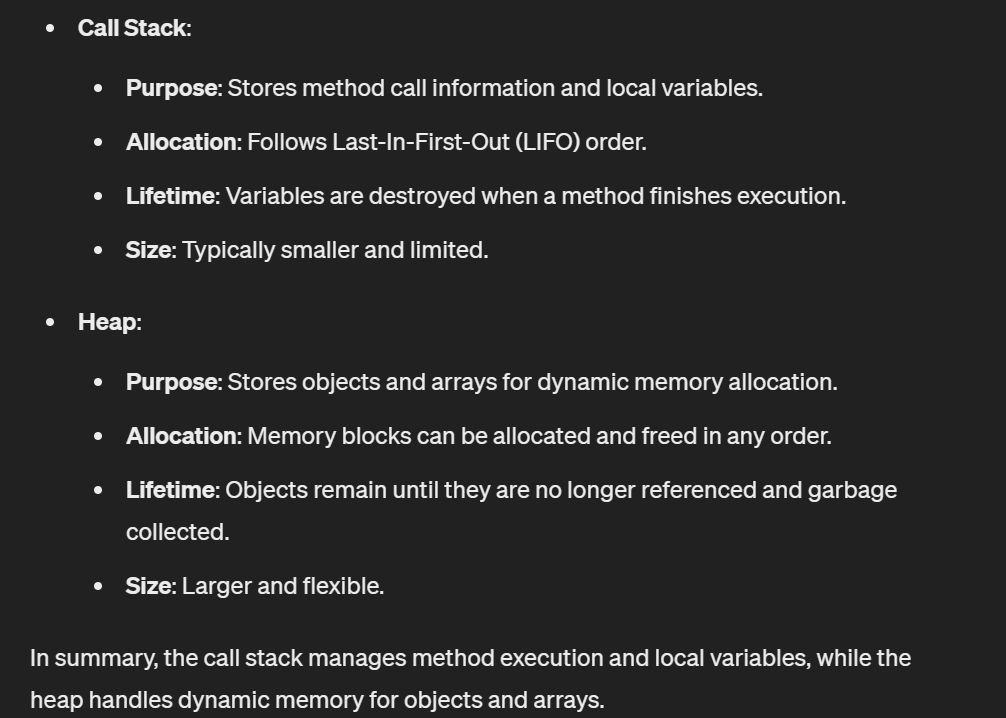 • Call Stack:
• Purpose: Stores method call information and local variables.
• Allocation: Follows Last-In-First-Out (LIFO) order.
• Lifetime: Variables are destroyed when a method finishes execution.
• Size: Typically smaller and limited.
• Heap:
• Purpose: Stores objects and arrays for dynamic memory allocation.
• Allocation: Memory blocks can be allocated and freed in any order.
• Lifetime: Objects remain until they are no longer referenced and garbage
collected.
• Size: Larger and flexible.
In summary, the call stack manages method execution and local variables, while the
heap handles dynamic memory for objects and arrays.